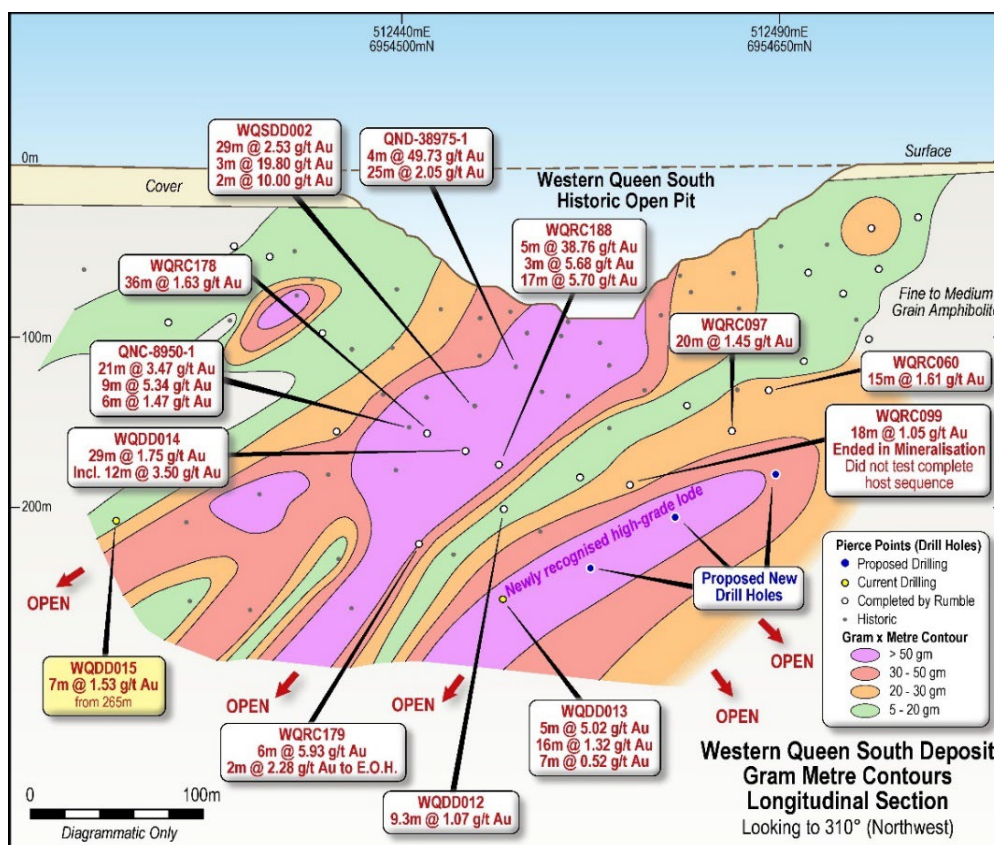 512440mE
6954500mN
512490mE
6954650mN
0m
Cover
Surface
WQSDD002
29m @ 2.53 g/t Au
3m @ 19.80 g/t Au
2m @ 10.00 g/t Au
QND-38975-1
4m @ 49.73 g/t Au
25m @ 2.05 g/t Au
Western Queen South
Historic Open Pit
WQRC188
5m @ 38.76 g/t Au
3m @ 5.68 g/t Au
17m @ 5.70 g/t Au
WQRC178
36m @ 1.63 g/t Au
Fine to Medium
Grain Amphibolite
100m
WQRC097
20m @ 1.45 g/t Au
QNC-8950-1
21m @ 3.47 g/t Au
9m @ 5.34 g/t Au
6m @ 1.47 g/t Au
WQRC060
15m @ 1.61 g/t Au
WQRC099
18m @ 1.05 g/t Au
Ended in Mineralisation
Did not test complete
host sequence
WQDD014
29m @ 1.75 g/t Au
Incl. 12m @ 3.50 g/t Au
200m
Newly recognised high-grade lode
Proposed New
Drill Holes
OPEN
OPEN
OPEN
OPEN
OPEN
WQDD015
7m @ 1.53 g/t Au
from 265m
WQRC179
6m @ 5.93 g/t Au
2m @ 2.28 g/t Au to E.O.H.
WQDD012
9.3m @ 1.07 g/t Au
WQDD013
5m @ 5.02 g/t Au
16m @ 1.32 g/t Au
7m @ 0.52 g/t Au
Pierce Points (Drill Holes)
Proposed Drilling
Current Drilling
Completed by Rumble
Historic
Gram x Metre Contour
> 50 gm
30 - 50 gm
20 - 30 gm
5 - 20 gm
0 100m
Diagrammatic Only
Western Queen South Deposit
Gram Metre Contours
Longitudinal Section
Looking to 310° (Northwest)